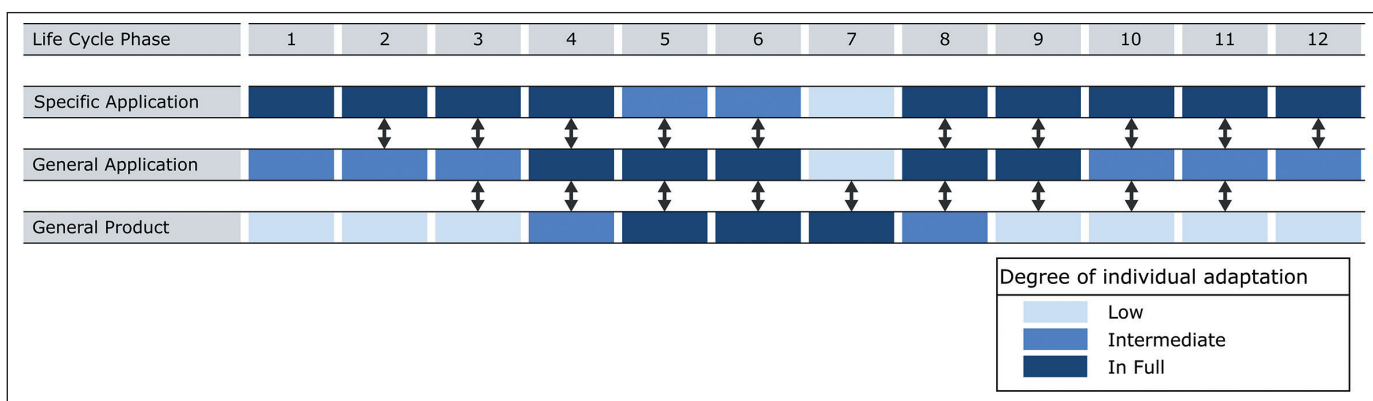 Life Cycle Phase 1 2 3 4 5 6 7 8 9 10 11 12
Specific Application
General Application
General Product
Degree of individual adaptation
Low
Intermediate
In Full